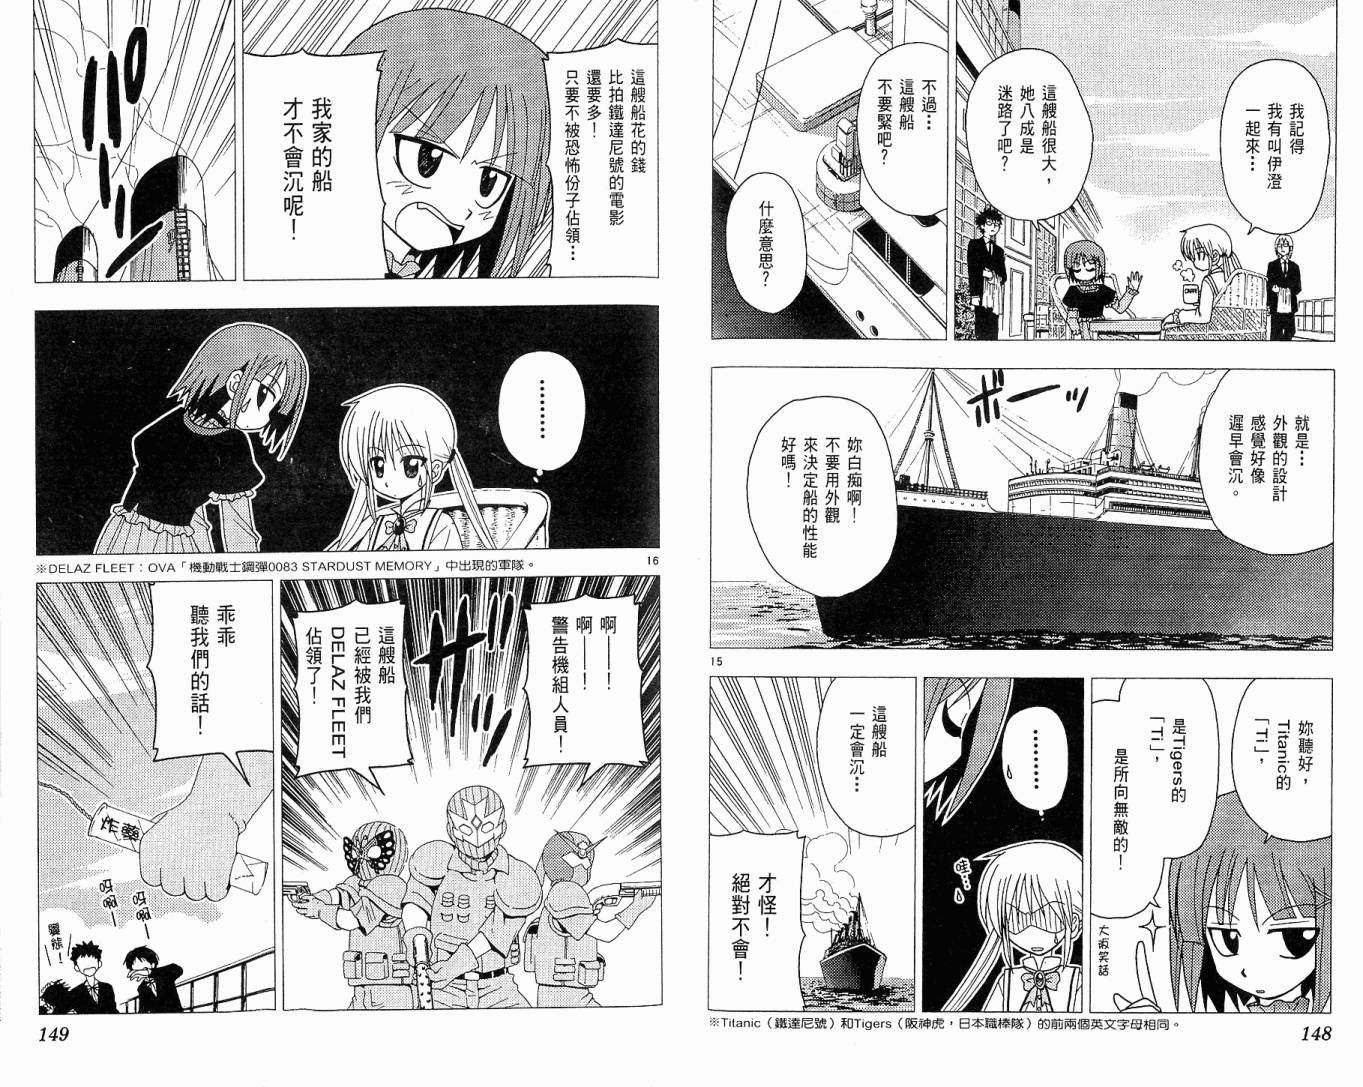 我記得
我有叫伊澄
一起來⋯
這艘船很大，
她八成是
迷路了吧？
不過⋯
這艘船
不要緊吧？
什麼意思？
就是⋯
外觀的設計
感覺好像
遲早會沉。
妳白痴啊！
不要用外觀
來決定船的性能
好嗎！
15
妳聽好，
Titanic的
「Ti」，
是Tigers的
「Ti」，
是所向無敵的！
大阪笑話
⋯⋯⋯
哇⋯
這艘船
一定會沉⋯
才怪！
絕對不會！
※Titanic（鐵達尼號）和Tigers（阪神虎，日本職棒隊）的前兩個英文字母相同。
148
這艘船花的錢
比拍鐵達尼號的電影
還要多！
只要不被恐怖份子佔領⋯
我家的船
才不會沉呢！
⋯⋯⋯
16
※DELAZ FLEET：OVA「機動戰士鋼彈0083 STARDUST MEMORY」中出現的軍隊。
啊——！
啊——！
警告機組人員！
這艘船
已經被我們
DELAZ FLEET
佔領了！
乖乖
聽我們的話！
炸藥
呀啊—
呀啊—
變態—！
149